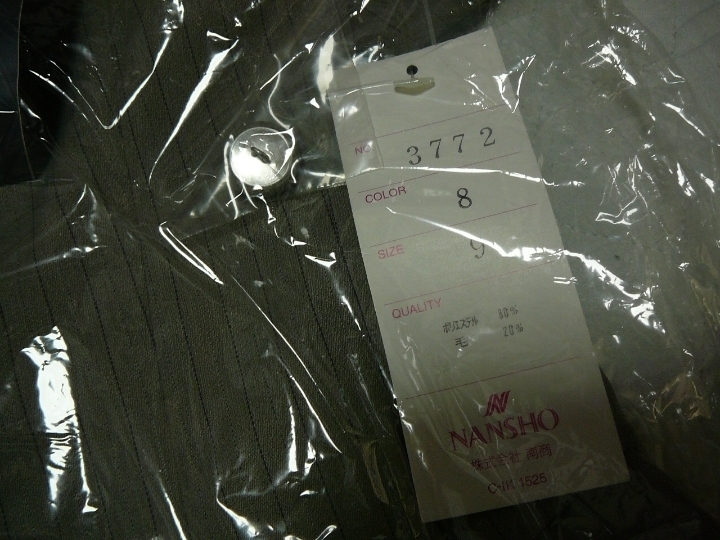 NO. 3772
COLOR 8
SIZE 9
QUALITY
ポリエステル 80%
毛 20%
NANSHO
株式会社 南商